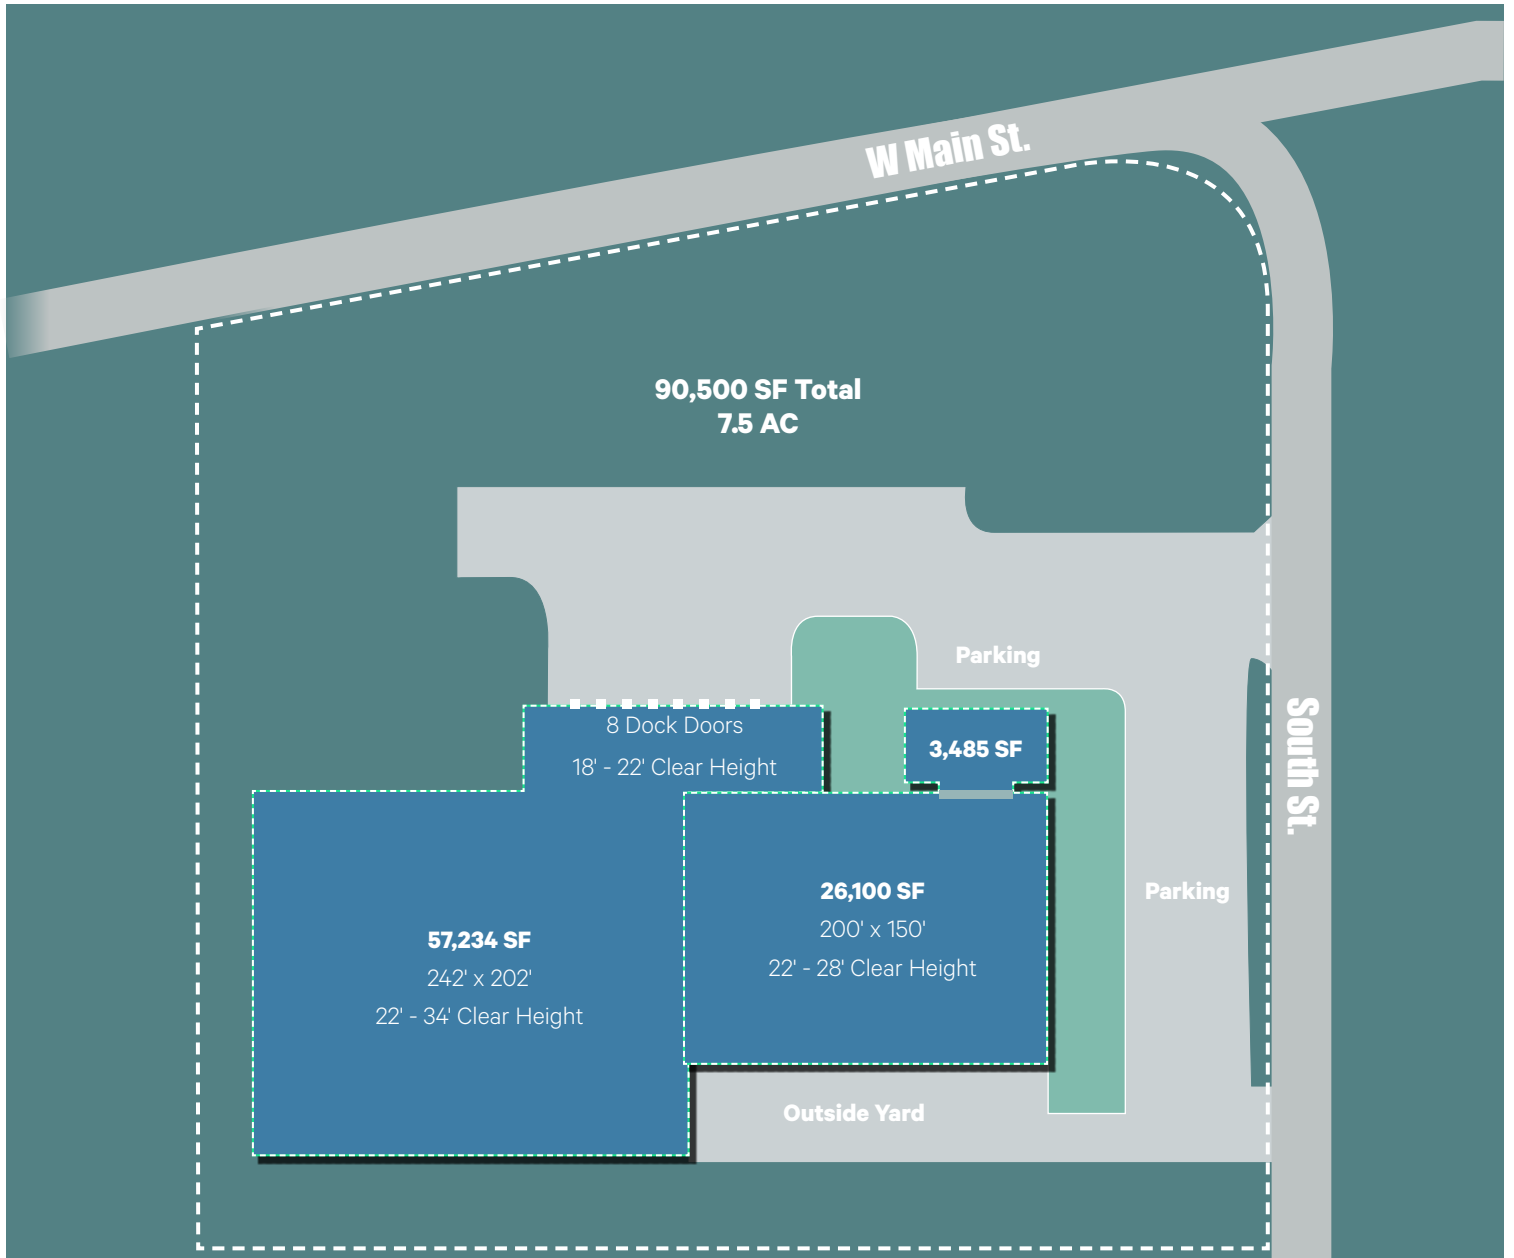 W Main St.
90,500 SF Total
7.5 AC
Parking
8 Dock Doors
18' - 22' Clear Height
3,485 SF
South St.
26,100 SF
200' x 150'
22' - 28' Clear Height
Parking
57,234 SF
242' x 202'
22' - 34' Clear Height
Outside Yard